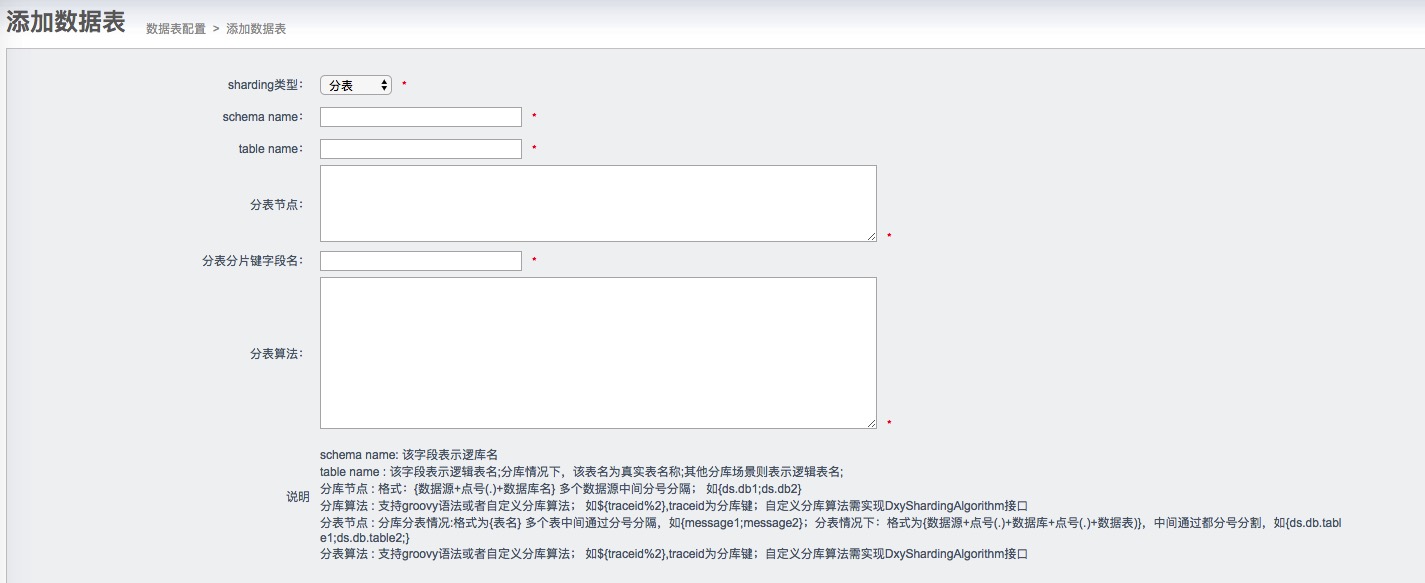 添加数据表 数据表配置 > 添加数据表
sharding类型: 分表 *
schema name: *
table name: *
分表节点: *
分表分片键字段名: *
分表算法: *
说明
schema name: 该字段表示逻库名
table name : 该字段表示逻辑表名;分库情况下，该表名为真实表名称;其他分库场景则表示逻辑表名;
分库节点 : 格式：{数据源+点号(.)+数据库名} 多个数据源中间分号分隔； 如{ds.db1;ds.db2}
分库算法 : 支持groovy语法或者自定义分库算法； 如${traceid%2},traceid为分库键；自定义分库算法需实现DxyShardingAlgorithm接口
分表节点 : 分库分表情况:格式为{表名} 多个表中间通过分号分隔，如{message1;message2}；分表情况下：格式为{数据源+点号(.)+数据库+点号(.)+数据表)}，中间通过都分号分割，如{ds.db.tabl
e1;ds.db.table2;}
分表算法 : 支持groovy语法或者自定义分库算法； 如${traceid%2},traceid为分库键；自定义分库算法需实现DxyShardingAlgorithm接口